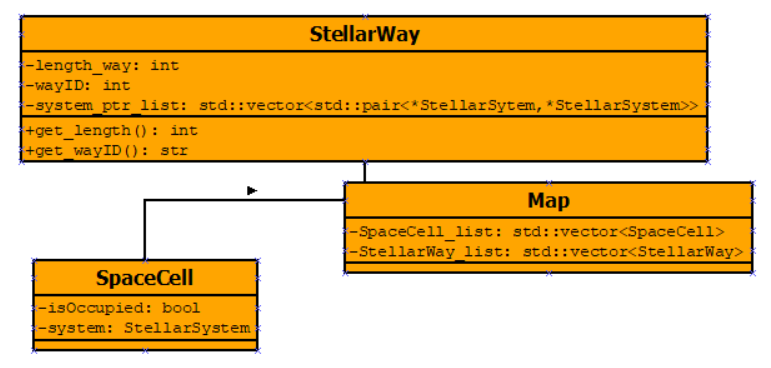 StellarWay
-length_way: int
-wayID: int
-system_ptr_list: std::vector<std::pair<*StellarSytem,*StellarSystem>>
+get_length(): int
+get_wayID(): str
Map
-SpaceCell_list: std::vector<SpaceCell>
-StellarWay_list: std::vector<StellarWay>
SpaceCell
-isOccupied: bool
-system: StellarSystem